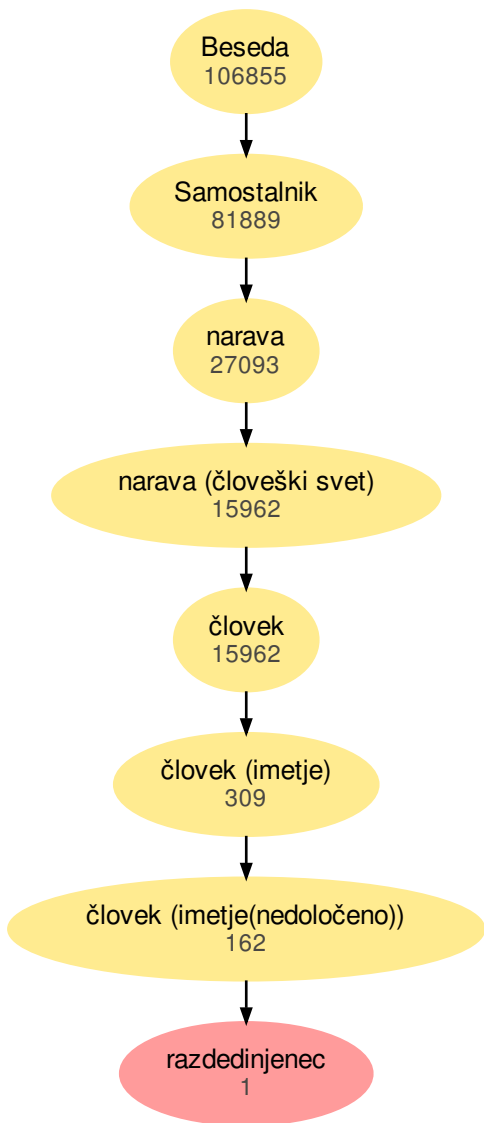 Beseda
106855
Samostalnik
81889
narava
27093
narava (človeški svet)
15962
človek
15962
človek (imetje)
309
človek (imetje(nedoločeno))
162
razdedinjenec
1